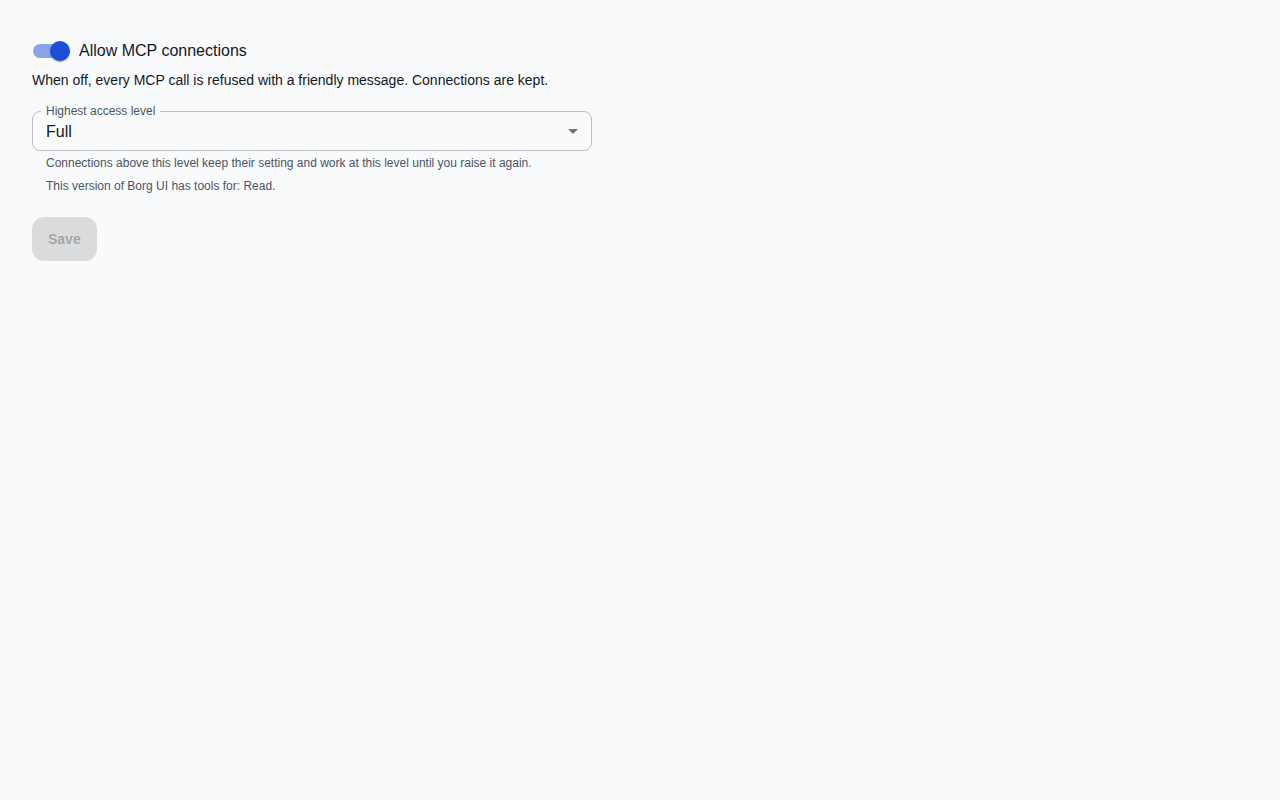 Allow MCP connections
When off, every MCP call is refused with a friendly message. Connections are kept.
Highest access level
Full
Connections above this level keep their setting and work at this level until you raise it again.
This version of Borg UI has tools for: Read.
Save